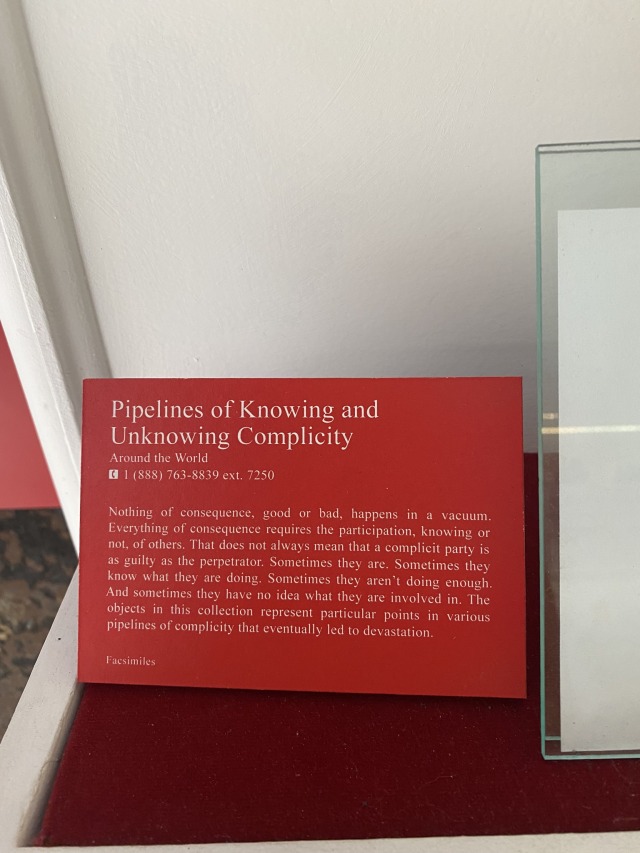 Pipelines of Knowing and
Unknowing Complicity
Around the World
1 (888) 763-8839 ext. 7250
Nothing of consequence, good or bad, happens in a vacuum.
Everything of consequence requires the participation, knowing or
not, of others. That does not always mean that a complicit party is
as guilty as the perpetrator. Sometimes they are. Sometimes they
know what they are doing. Sometimes they aren't doing enough.
And sometimes they have no idea what they are involved in. The
objects in this collection represent particular points in various
pipelines of complicity that eventually led to devastation.
Facsimiles